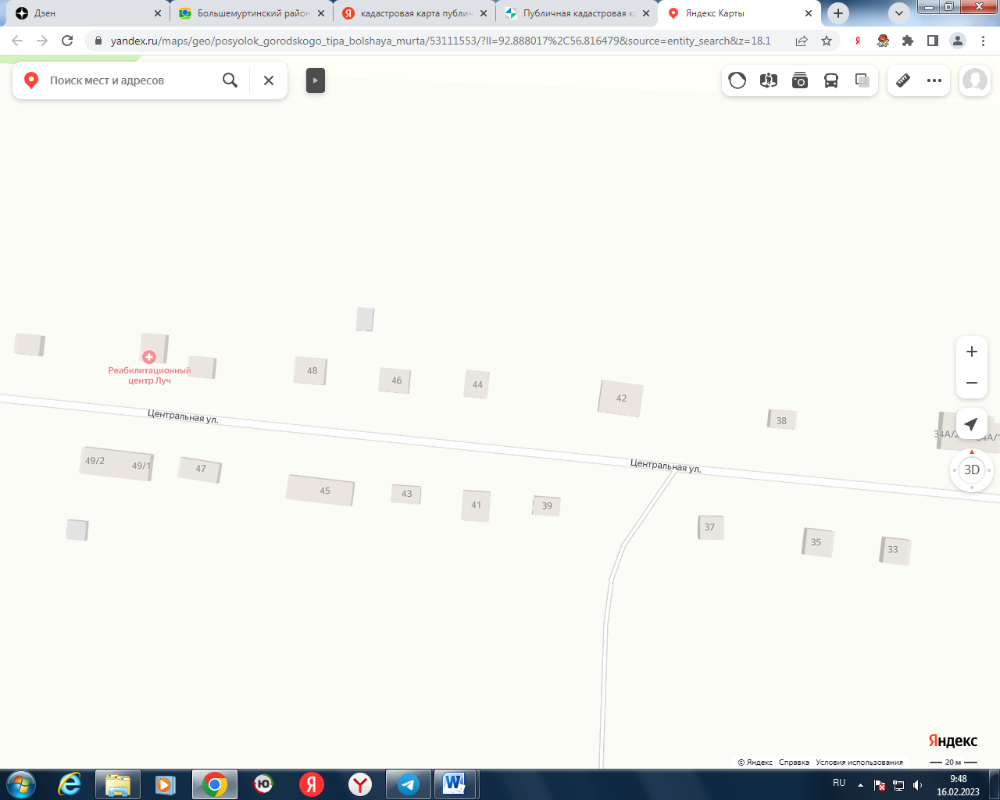 Дзен
Большемуртинский район
кадастровая карта публич
Публичная кадастровая ка
Яндекс Карты
yandex.ru/maps/geo/posyolok_gorodskogo_tipa_bolshaya_murta/53111553/?ll=92.888017%2C56.816479&source=entity_search&z=18.1
Я
Поиск мест и адресов
48
46
44
42
38
34А/2
34А/1
Реабилитационный
центр Луч
Центральная ул.
Центральная ул.
49/2
49/1
47
45
43
41
39
37
35
33
3D
Яндекс
© Яндекс Справка Условия использования
20 м
Ю
Я
Y
W
RU
9:48
16.02.2023